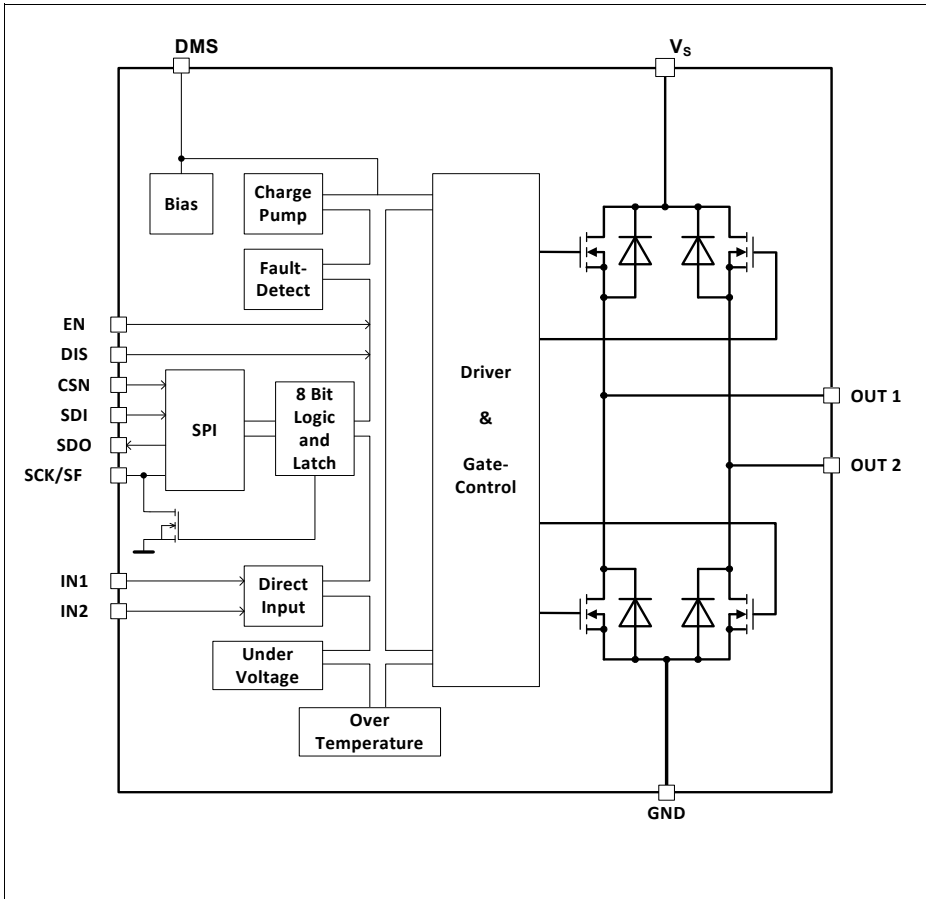 DMS
VS
Bias
Charge
Pump
Fault-
Detect
EN
DIS
CSN
SDI
SDO
SCK/SF
SPI
8 Bit
Logic
and
Latch
Driver
&
Gate-
Control
OUT 1
OUT 2
IN1
IN2
Direct
Input
Under
Voltage
Over
Temperature
GND